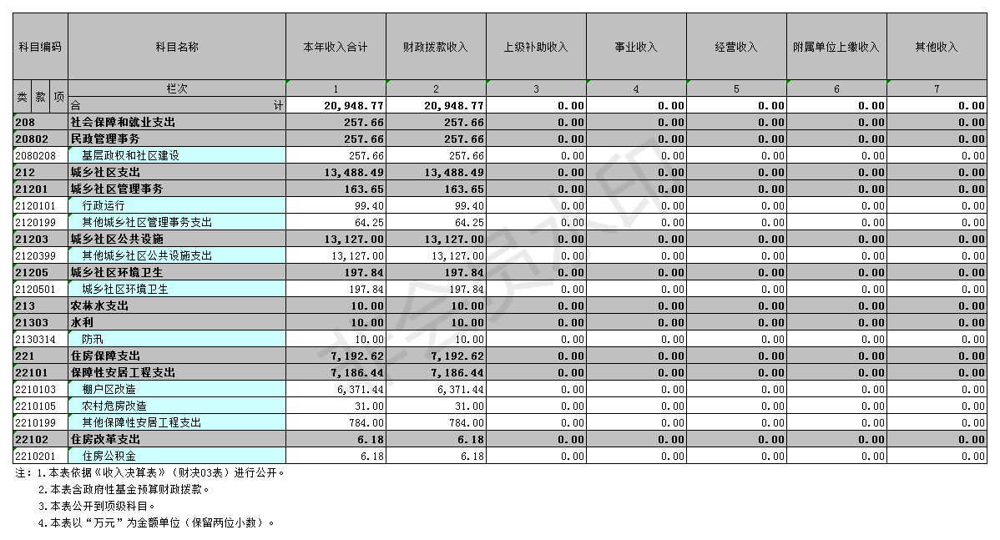 科目编码 科目名称 本年收入合计 财政拨款收入 上级补助收入 事业收入 经营收入 附属单位上缴收入 其他收入
类 款 项 栏次 1 2 3 4 5 6 7
合 计 20,948.77 20,948.77 0.00 0.00 0.00 0.00 0.00
208 社会保障和就业支出 257.66 257.66 0.00 0.00 0.00 0.00 0.00
20802 民政管理事务 257.66 257.66 0.00 0.00 0.00 0.00 0.00
2080208 基层政权和社区建设 257.66 257.66 0.00 0.00 0.00 0.00 0.00
212 城乡社区支出 13,488.49 13,488.49 0.00 0.00 0.00 0.00 0.00
21201 城乡社区管理事务 163.65 163.65 0.00 0.00 0.00 0.00 0.00
2120101 行政运行 99.40 99.40 0.00 0.00 0.00 0.00 0.00
2120199 其他城乡社区管理事务支出 64.25 64.25 0.00 0.00 0.00 0.00 0.00
21203 城乡社区公共设施 13,127.00 13,127.00 0.00 0.00 0.00 0.00 0.00
2120399 其他城乡社区公共设施支出 13,127.00 13,127.00 0.00 0.00 0.00 0.00 0.00
21205 城乡社区环境卫生 197.84 197.84 0.00 0.00 0.00 0.00 0.00
2120501 城乡社区环境卫生 197.84 197.84 0.00 0.00 0.00 0.00 0.00
213 农林水支出 10.00 10.00 0.00 0.00 0.00 0.00 0.00
21303 水利 10.00 10.00 0.00 0.00 0.00 0.00 0.00
2130314 防汛 10.00 10.00 0.00 0.00 0.00 0.00 0.00
221 住房保障支出 7,192.62 7,192.62 0.00 0.00 0.00 0.00 0.00
22101 保障性安居工程支出 7,186.44 7,186.44 0.00 0.00 0.00 0.00 0.00
2210103 棚户区改造 6,371.44 6,371.44 0.00 0.00 0.00 0.00 0.00
2210105 农村危房改造 31.00 31.00 0.00 0.00 0.00 0.00 0.00
2210199 其他保障性安居工程支出 784.00 784.00 0.00 0.00 0.00 0.00 0.00
22102 住房改革支出 6.18 6.18 0.00 0.00 0.00 0.00 0.00
2210201 住房公积金 6.18 6.18 0.00 0.00 0.00 0.00 0.00
注：1.本表依据《收入决算表》（财决03表）进行公开。
2.本表含政府性基金预算财政拨款。
3.本表公开到项级科目。
4.本表以“万元”为金额单位（保留两位小数）。
非会员水印